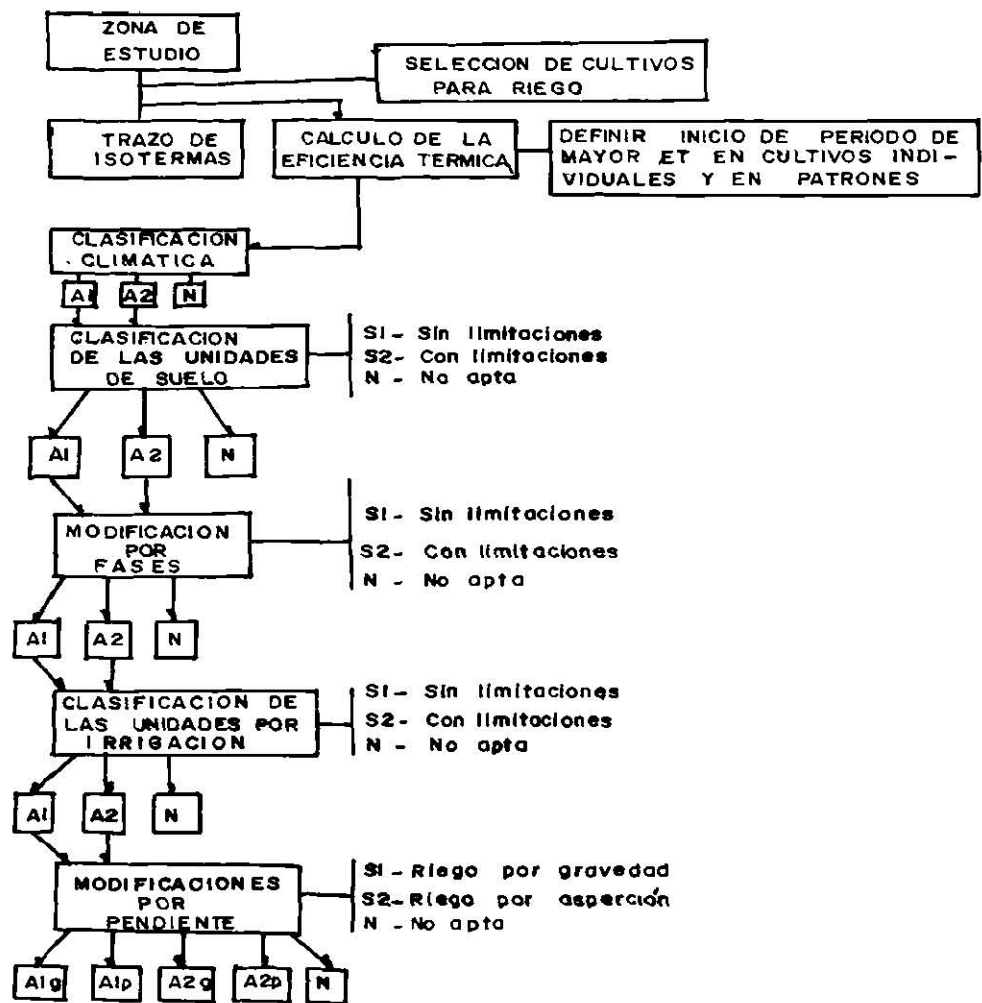 ZONA DE
ESTUDIO
SELECCION DE CULTIVOS
PARA RIEGO
TRAZO DE
ISOTERMAS
CALCULO DE LA
EFICIENCIA TERMICA
DEFINIR INICIO DE PERIODO DE
MAYOR ET EN CULTIVOS INDI-
VIDUALES Y EN PATRONES
CLASIFICACION
CLIMATICA
A1 A2 N
CLASIFICACION
DE LAS UNIDADES
DE SUELO
S1- Sin limitaciones
S2- Con limitaciones
N - No apta
A1 A2 N
MODIFICACION
POR
FASES
S1- Sin limitaciones
S2- Con limitaciones
N - No apta
A1 A2 N
CLASIFICACION DE
LAS UNIDADES POR
IRRIGACION
S1- Sin limitaciones
S2- Con limitaciones
N - No apta
A1 A2 N
MODIFICACIONES
POR
PENDIENTE
S1- Riego por gravedad
S2- Riego por asperción
N - No apta
A1g A1p A2g A2p N